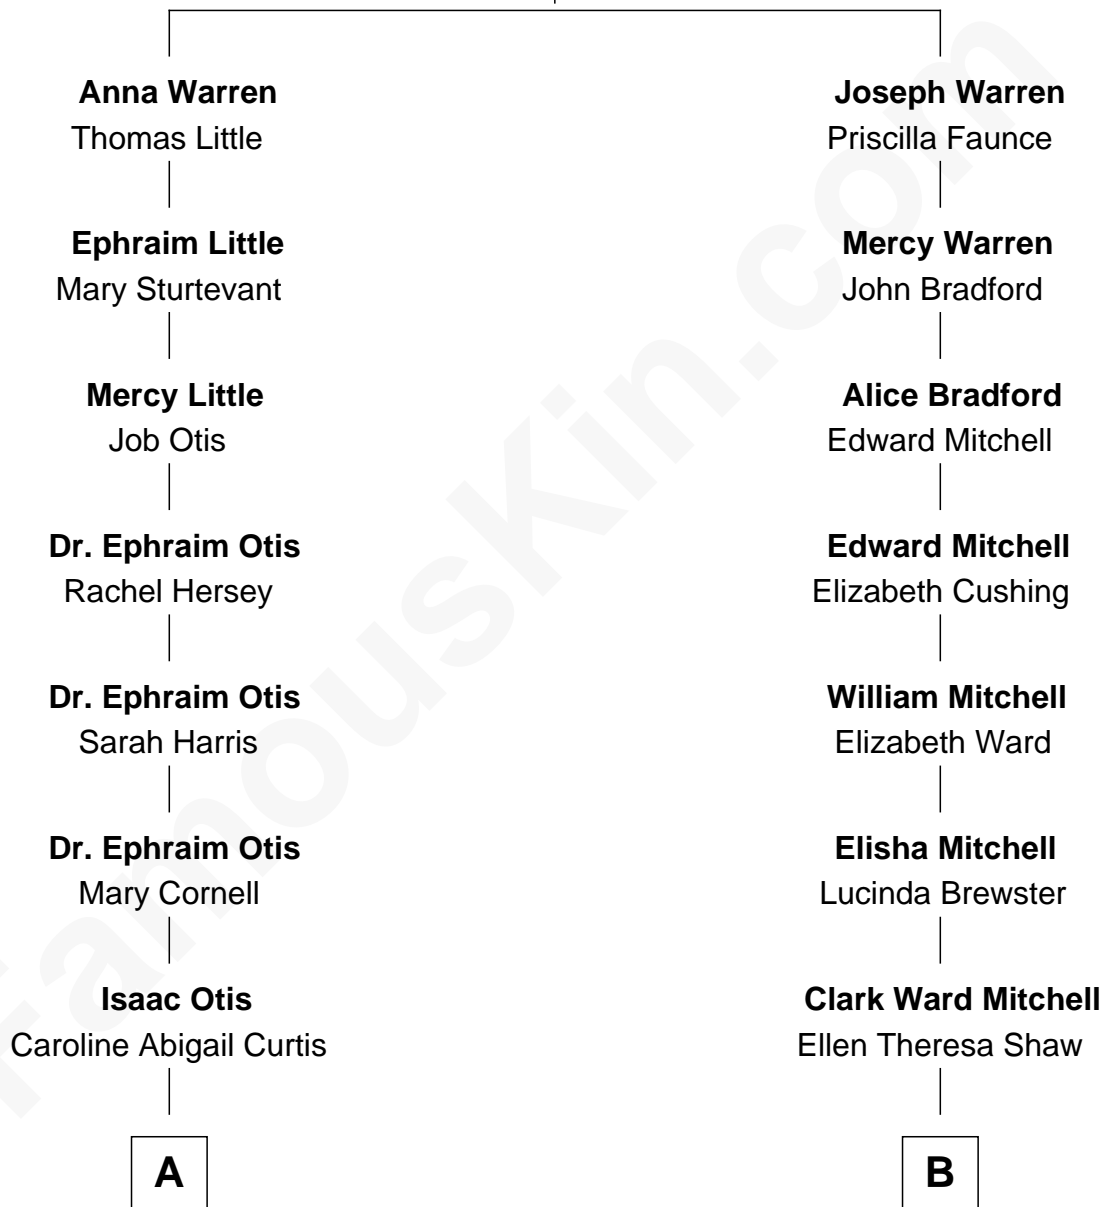 Anna Warren
Thomas Little
Ephraim Little
Mary Sturtevant
Mercy Little
Job Otis
Dr. Ephraim Otis
Rachel Hersey
Dr. Ephraim Otis
Sarah Harris
Dr. Ephraim Otis
Mary Cornell
Isaac Otis
Caroline Abigail Curtis
A
Joseph Warren
Priscilla Faunce
Mercy Warren
John Bradford
Alice Bradford
Edward Mitchell
Edward Mitchell
Elizabeth Cushing
William Mitchell
Elizabeth Ward
Elisha Mitchell
Lucinda Brewster
Clark Ward Mitchell
Ellen Theresa Shaw
B
FamousKin.com